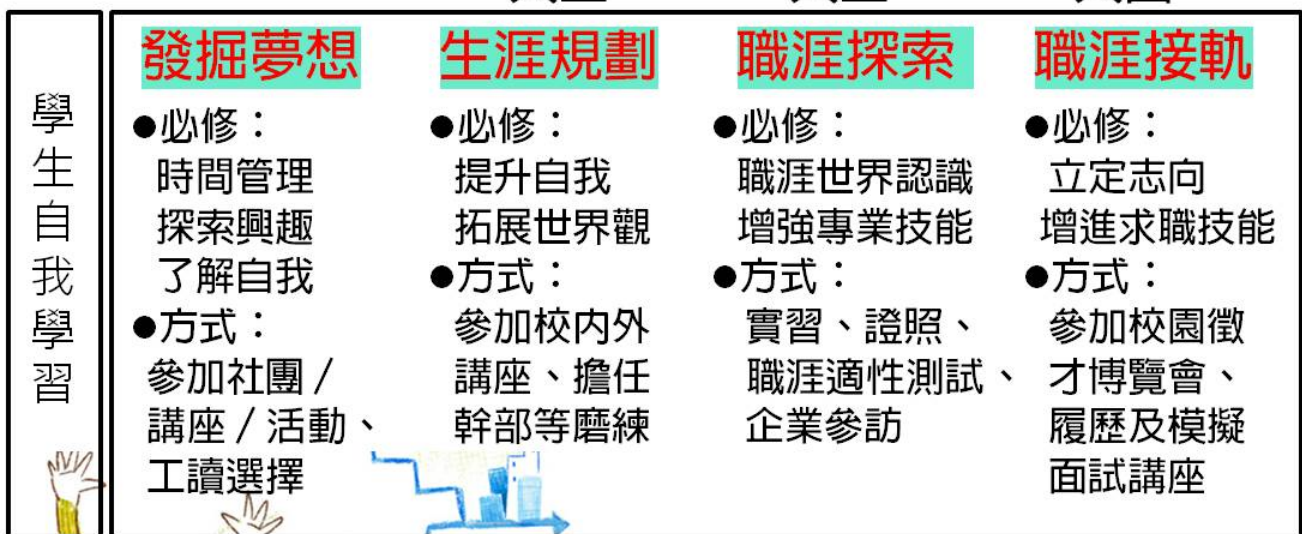 學生自我學習
發掘夢想
●必修：
時間管理
探索興趣
了解自我
●方式：
參加社團／
講座／活動、
工讀選擇
生涯規劃
●必修：
提升自我
拓展世界觀
●方式：
參加校内外
講座、擔任
幹部等磨練
職涯探索
●必修：
職涯世界認識
增強專業技能
●方式：
實習、證照、
職涯適性測試、
企業參訪
職涯接軌
●必修：
立定志向
增進求職技能
●方式：
參加校園徵
才博覽會、
履歷及模擬
面試講座